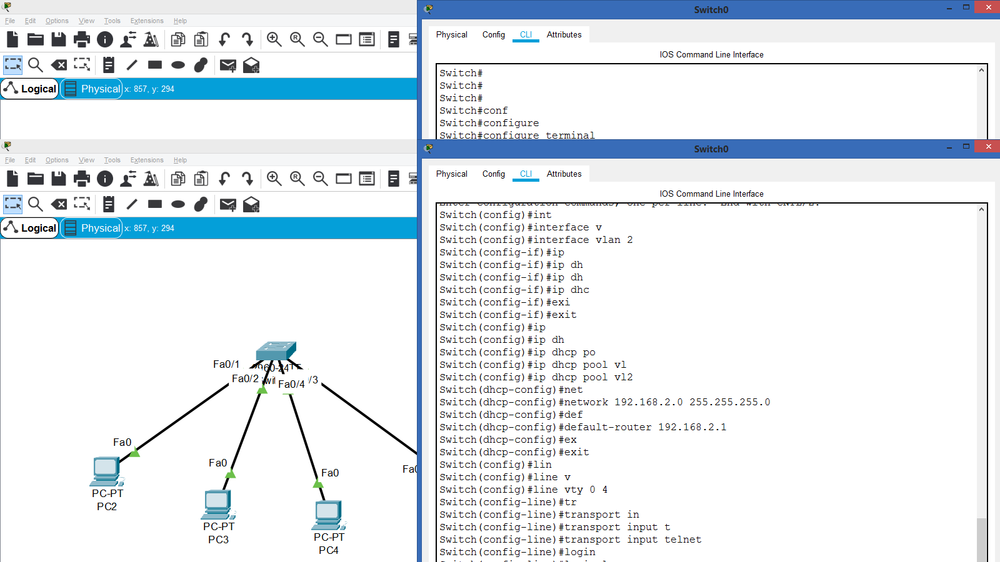 Switch0
File Edit Options View Tools Extensions Help
Physical Config CLI Attributes
IOS Command Line Interface
Logical Physical x: 857, y: 294
Switch#
Switch#
Switch#
Switch#conf
Switch#configure
Switch#configure terminal
Switch0
File Edit Options View Tools Extensions Help
Physical Config CLI Attributes
IOS Command Line Interface
Logical Physical x: 857, y: 294
Enter configuration commands, one per line. End with CNTL/Z.
Switch(config)#int
Switch(config)#interface v
Switch(config)#interface vlan 2
Switch(config-if)#ip
Switch(config-if)#ip dh
Switch(config-if)#ip dh
Switch(config-if)#ip dhc
Switch(config-if)#exi
Switch(config-if)#exit
Switch(config)#ip
Switch(config)#ip dh
Switch(config)#ip dhcp po
Switch(config)#ip dhcp pool vl
Switch(config)#ip dhcp pool vl2
Switch(dhcp-config)#net
Switch(dhcp-config)#network 192.168.2.0 255.255.255.0
Switch(dhcp-config)#def
Switch(dhcp-config)#default-router 192.168.2.1
Switch(dhcp-config)#ex
Switch(dhcp-config)#exit
Switch(config)#lin
Switch(config)#line v
Switch(config)#line vty 0 4
Switch(config-line)#tr
Switch(config-line)#transport in
Switch(config-line)#transport input t
Switch(config-line)#transport input telnet
Switch(config-line)#login
Fa0/1
Fa0/2
Fa0/4
/3
Fa0
PC-PT
PC2
Fa0
PC-PT
PC3
Fa0
PC-PT
PC4